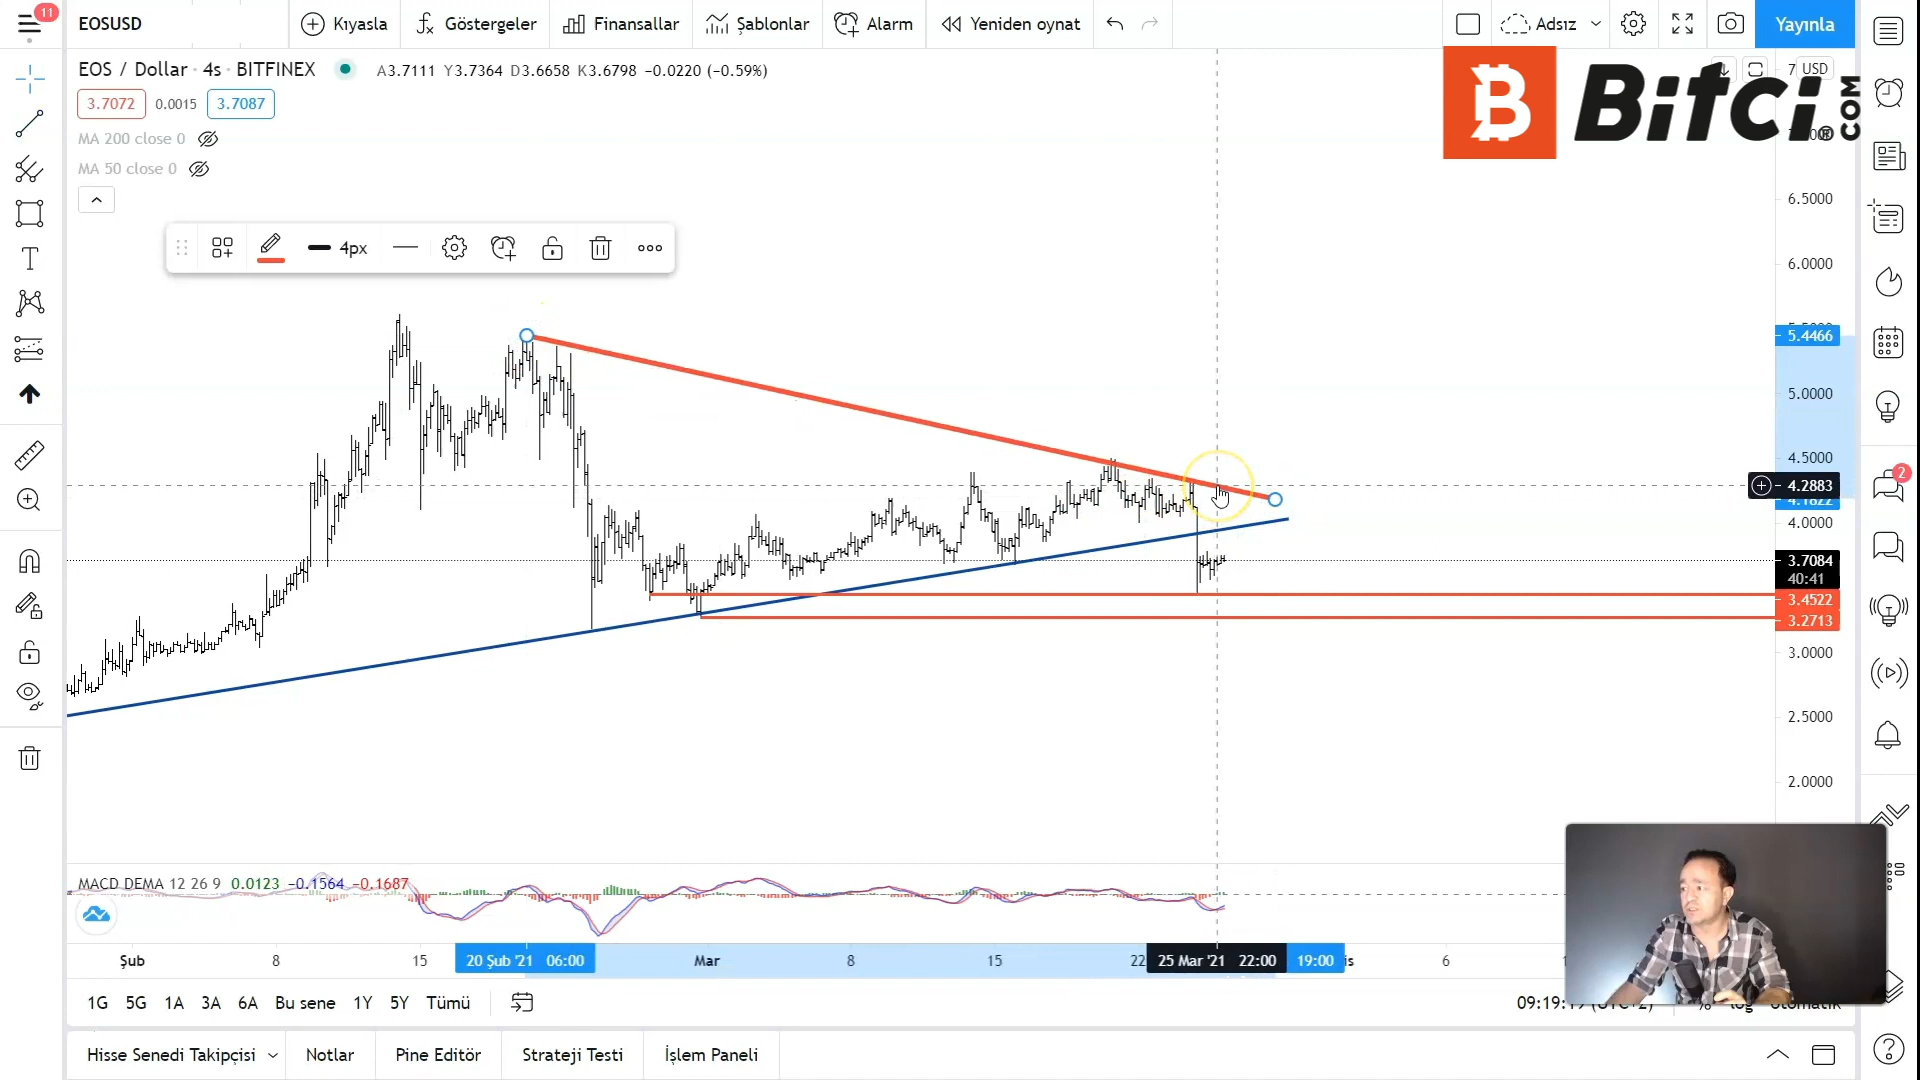 11
EOSUSD
Kıyasla
Göstergeler
Finansallar
Şablonlar
Alarm
Yeniden oynat
Adsız
Yayınla
EOS / Dollar · 4s · BITFINEX
A3.7111 Y3.7364 D3.6658 K3.6798 −0.0220 (−0.59%)
USD
Bitci
.COM
3.7072
0.0015
3.7087
MA 200 close 0
MA 50 close 0
6.5000
4px
6.0000
5.4466
5.0000
4.5000
4.2883
2
4.0000
3.7084
40:41
3.4522
3.2713
3.0000
2.5000
2.0000
MACD DEMA 12 26 9 0.0123 −0.1564 −0.1687
Şub
8
15
20 Şub '21 06:00
Mar
8
15
22
25 Mar '21 22:00
19:00
6
1G
5G
1A
3A
6A
Bu sene
1Y
5Y
Tümü
Hisse Senedi Takipçisi
Notlar
Pine Editör
Strateji Testi
İşlem Paneli